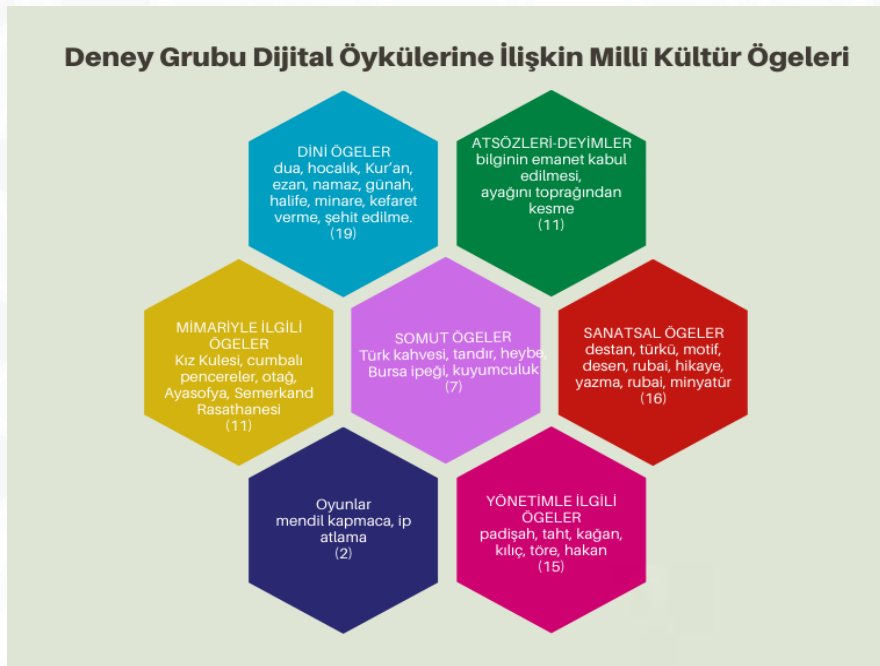 Deney Grubu Dijital Öykülerine İlişkin Millî Kültür Ögeleri
DİNİ ÖGELER
dua, hocalık, Kur'an,
ezan, namaz, günah,
halife, minare, kefaret
verme, şehit edilme.
(19)
ATSÖZLERİ-DEYİMLER
bilginin emanet kabul
edilmesi,
ayağını toprağından
kesme
(11)
MİMARİYLE İLGİLİ
ÖGELER
Kız Kulesi, cumbalı
pencereler, otağ,
Ayasofya, Semerkand
Rasathanesi
(11)
SOMUT ÖGELER
Türk kahvesi, tandır, heybe,
Bursa ipeği, kuyumculuk
(7)
SANATSAL ÖGELER
destan, türkü, motif,
desen, rubai, hikaye,
yazma, rubai, minyatür
(16)
Oyunlar
mendil kapmaca, ip
atlama
(2)
YÖNETİMLE İLGİLİ
ÖGELER
padişah, taht, kağan,
kılıç, töre, hakan
(15)